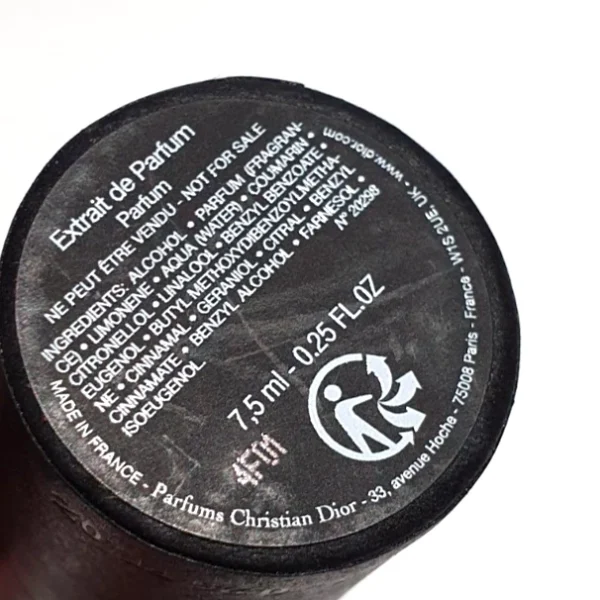 Extrait de Parfum
Parfum
NE PEUT ÊTRE VENDU - NOT FOR SALE
INGREDIENTS: ALCOHOL • PARFUM (FRAGRAN-
CE) • LIMONENE • AQUA (WATER) • COUMARIN •
CITRONELLOL • LINALOOL • BENZYL BENZOATE •
EUGENOL • BUTYL METHOXYDIBENZOYLMETHA-
NE • CINNAMAL • GERANIOL • CITRAL • BENZYL
CINNAMATE • BENZYL ALCOHOL • FARNESOL •
ISOEUGENOL
N° 20298
7,5 ml - 0.25 FL.OZ
4F01
MADE IN FRANCE - Parfums Christian Dior - 33, avenue Hoche - 75008 Paris - France - W1S 2UE, UK - www.dior.com